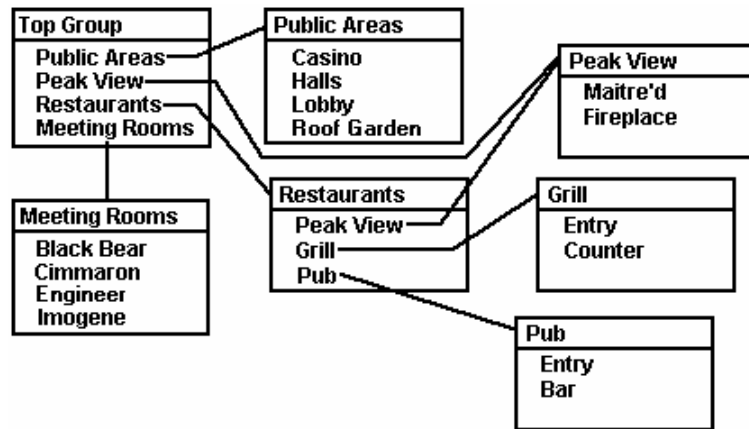 Top Group
Public Areas
Peak View
Restaurants
Meeting Rooms
Public Areas
Casino
Halls
Lobby
Roof Garden
Peak View
Maitre'd
Fireplace
Meeting Rooms
Black Bear
Cimmaron
Engineer
Imogene
Restaurants
Peak View
Grill
Pub
Grill
Entry
Counter
Pub
Entry
Bar